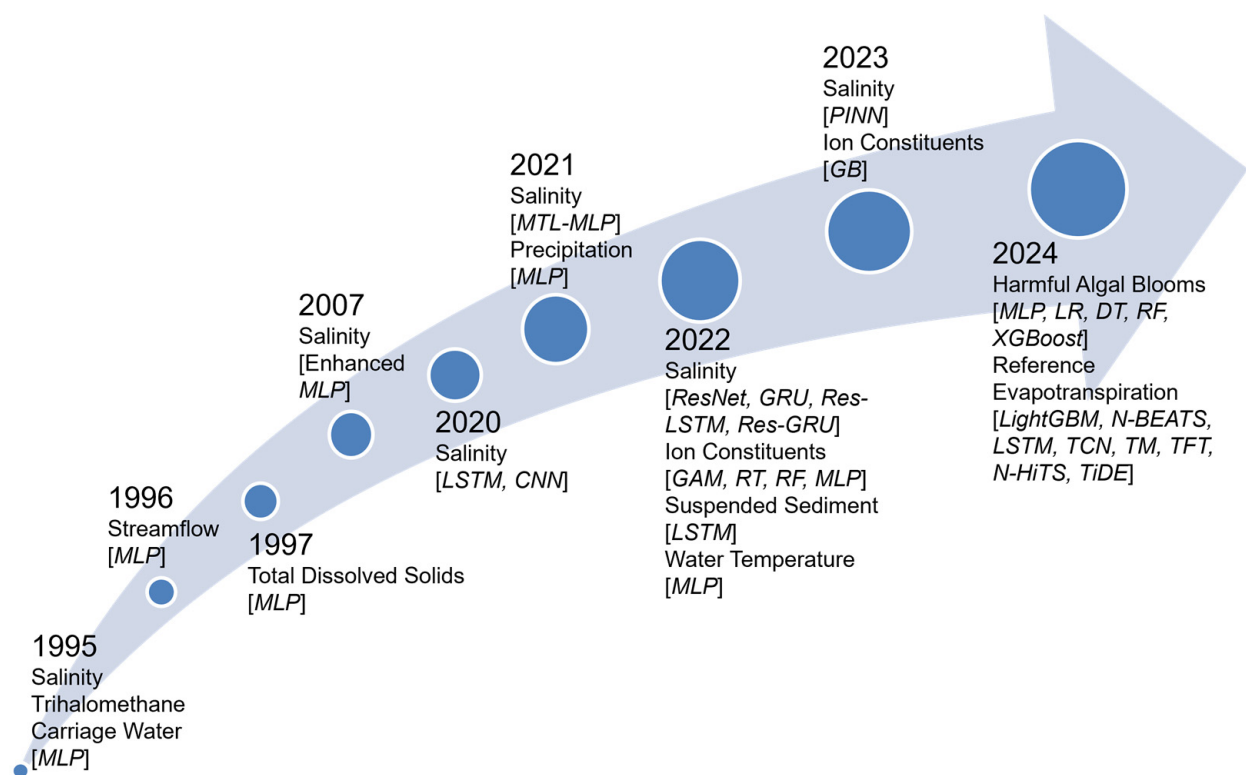 1995
Salinity
Trihalomethane
Carriage Water
[MLP]
1996
Streamflow
[MLP]
1997
Total Dissolved Solids
[MLP]
2007
Salinity
[Enhanced
MLP]
2020
Salinity
[LSTM, CNN]
2021
Salinity
[MTL-MLP]
Precipitation
[MLP]
2022
Salinity
[ResNet, GRU, Res-
LSTM, Res-GRU]
Ion Constituents
[GAM, RT, RF, MLP]
Suspended Sediment
[LSTM]
Water Temperature
[MLP]
2023
Salinity
[PINN]
Ion Constituents
[GB]
2024
Harmful Algal Blooms
[MLP, LR, DT, RF,
XGBoost]
Reference
Evapotranspiration
[LightGBM, N-BEATS,
LSTM, TCN, TM, TFT,
N-HiTS, TiDE]